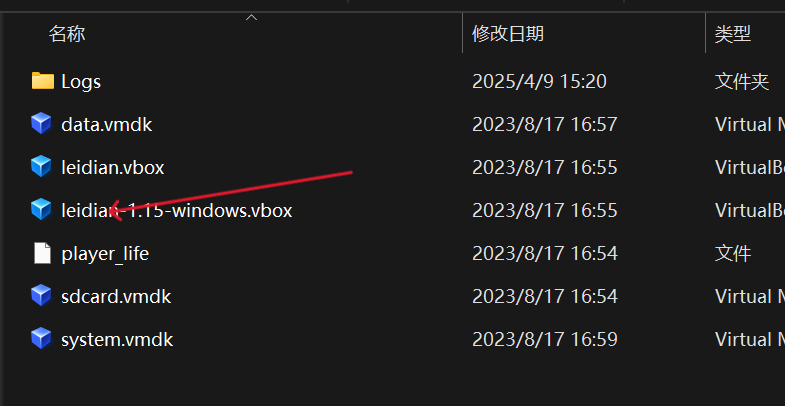 名称 修改日期 类型
Logs 2025/4/9 15:20 文件夹
data.vmdk 2023/8/17 16:57 Virtual
leidian.vbox 2023/8/17 16:55 VirtualB
leidian-1.15-windows.vbox 2023/8/17 16:55 VirtualB
player_life 2023/8/17 16:54 文件
sdcard.vmdk 2023/8/17 16:54 Virtual
system.vmdk 2023/8/17 16:59 Virtual